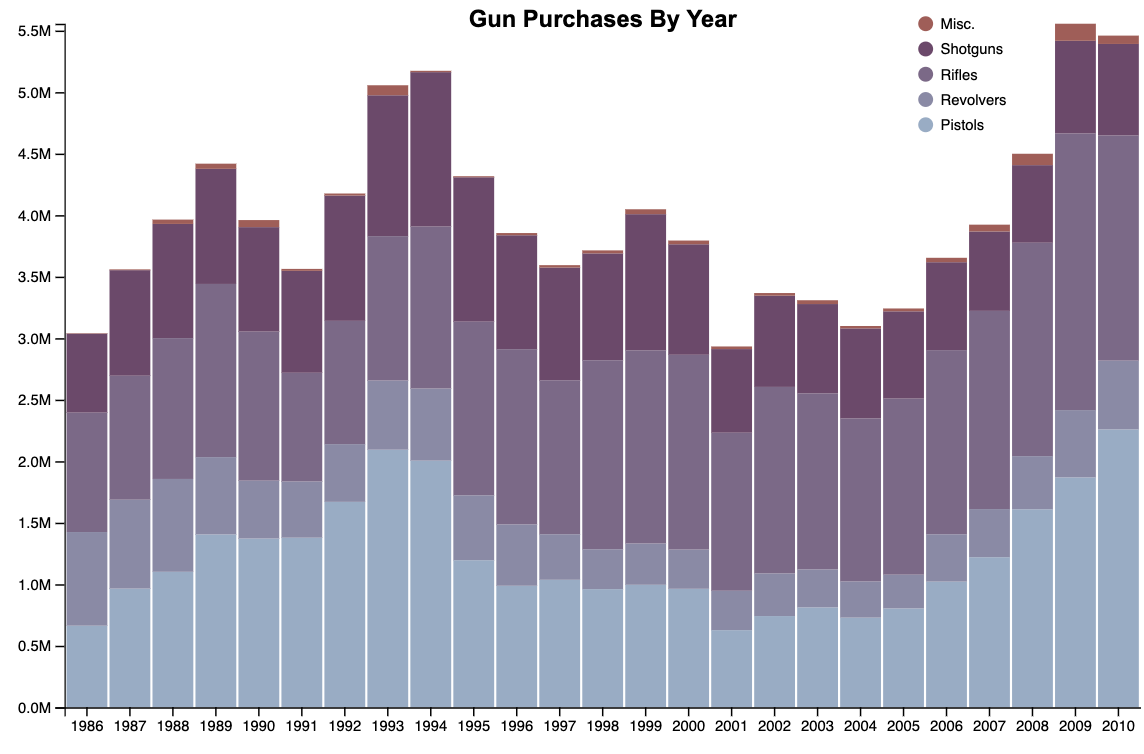 Gun Purchases By Year
Misc.
Shotguns
Rifles
Revolvers
Pistols
5.5M
5.0M
4.5M
4.0M
3.5M
3.0M
2.5M
2.0M
1.5M
1.0M
0.5M
0.0M
1986 1987 1988 1989 1990 1991 1992 1993 1994 1995 1996 1997 1998 1999 2000 2001 2002 2003 2004 2005 2006 2007 2008 2009 2010